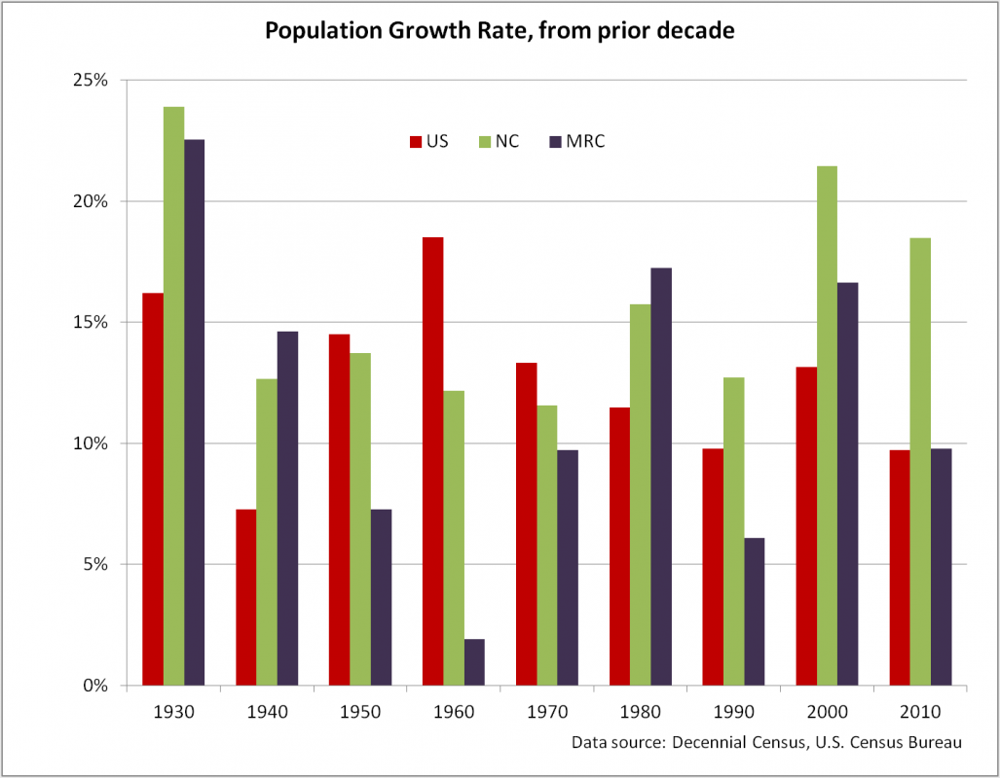 Population Growth Rate, from prior decade
25%
US NC MRC
20%
15%
10%
5%
0%
1930 1940 1950 1960 1970 1980 1990 2000 2010
Data source: Decennial Census, U.S. Census Bureau